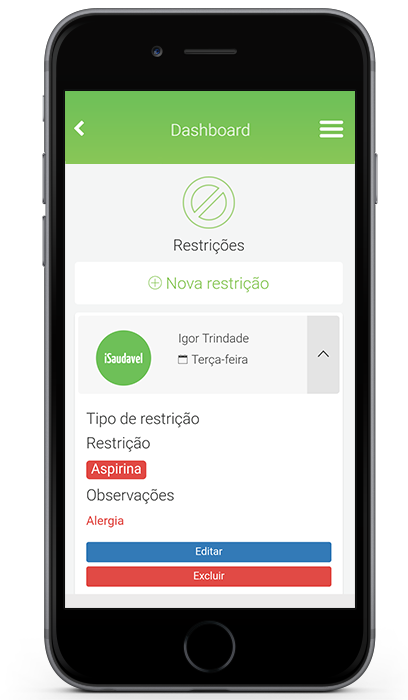 Dashboard
Restrições
Nova restrição
iSaudavel
Igor Trindade
Terça-feira
Tipo de restrição
Restrição
Aspirina
Observações
Alergia
Editar
Excluir